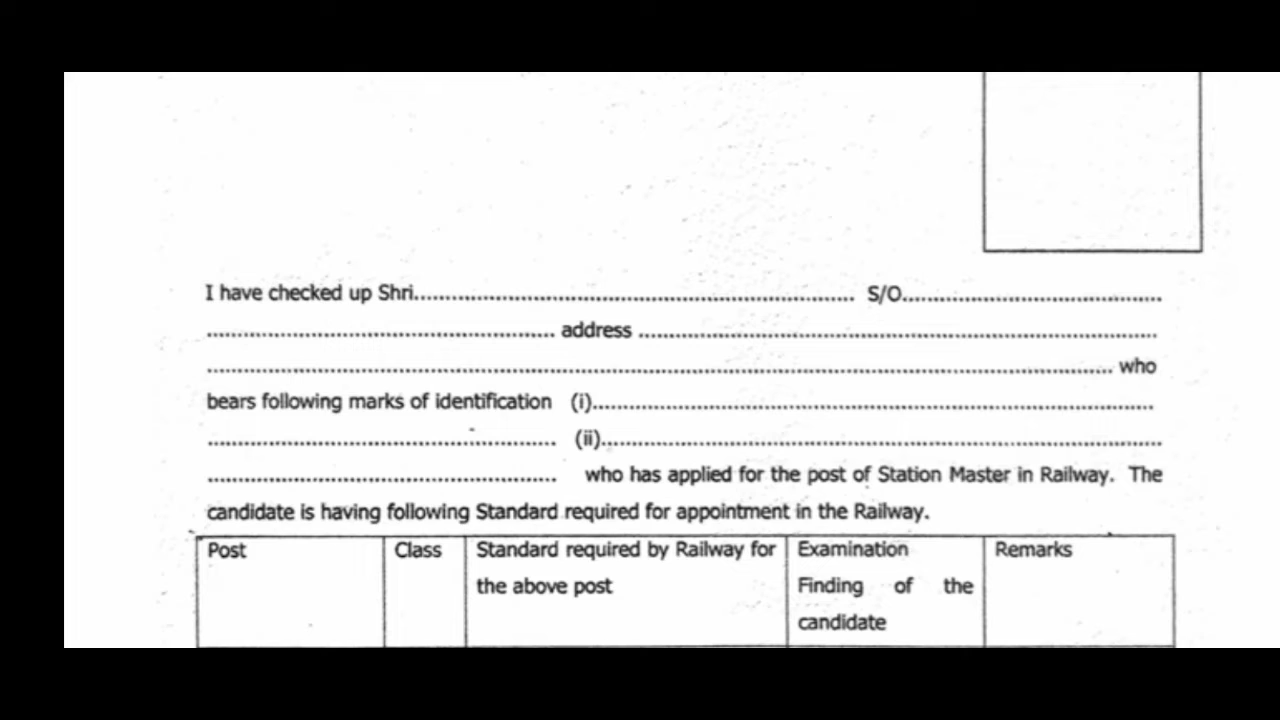 I have checked up Shri.......................................................................... S/O...........................................
.......................................................... address .......................................................................................
....................................................................................................................................................... who
bears following marks of identification (i)..............................................................................................
.......................................................... (ii)..............................................................................................
.......................................................... who has applied for the post of Station Master in Railway. The
candidate is having following Standard required for appointment in the Railway.
Post Class Standard required by Railway for the above post Examination Finding of the candidate Remarks